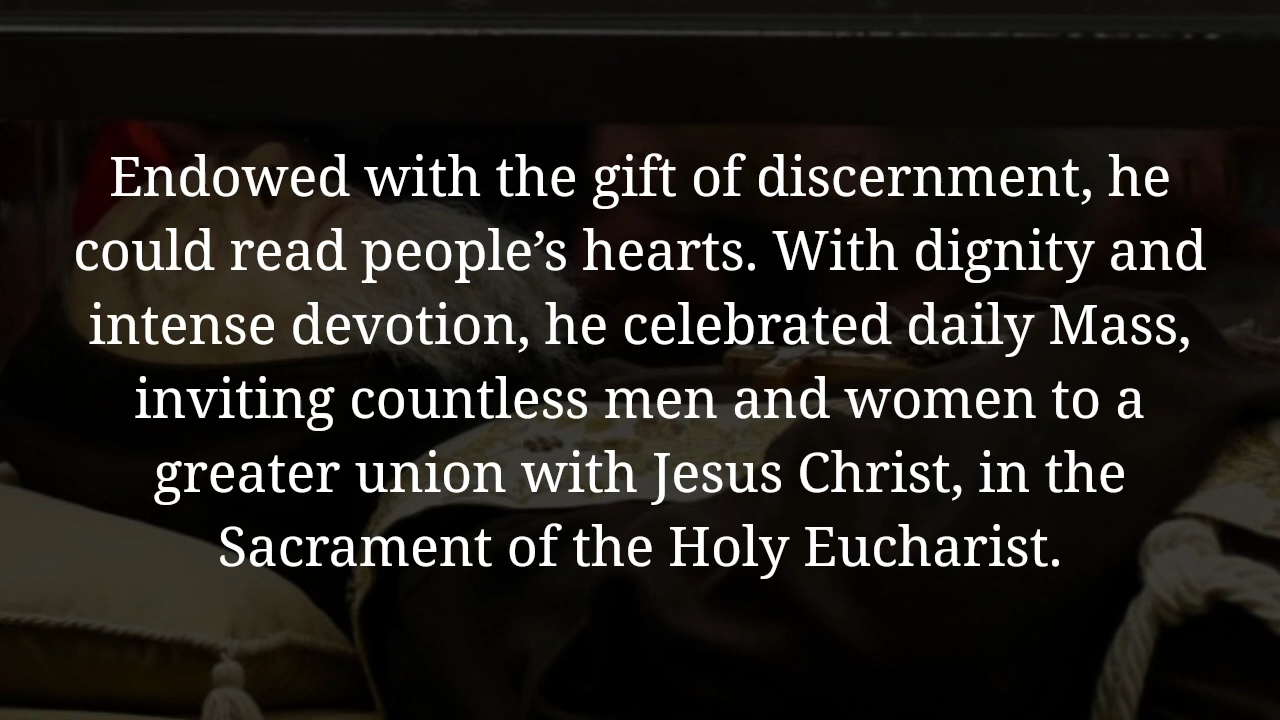 Endowed with the gift of discernment, he
could read people’s hearts. With dignity and
intense devotion, he celebrated daily Mass,
inviting countless men and women to a
greater union with Jesus Christ, in the
Sacrament of the Holy Eucharist.